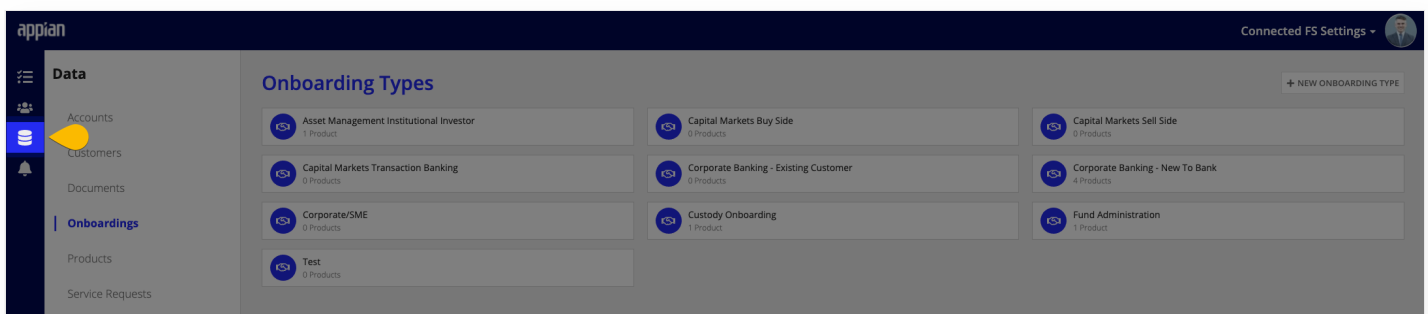 appian
Connected FS Settings
Data
Accounts
Customers
Documents
Onboardings
Products
Service Requests
Onboarding Types
+ NEW ONBOARDING TYPE
Asset Management Institutional Investor
1 Product
Capital Markets Buy Side
0 Products
Capital Markets Sell Side
0 Products
Capital Markets Transaction Banking
0 Products
Corporate Banking - Existing Customer
0 Products
Corporate Banking - New To Bank
4 Products
Corporate/SME
0 Products
Custody Onboarding
1 Product
Fund Administration
1 Product
Test
0 Products